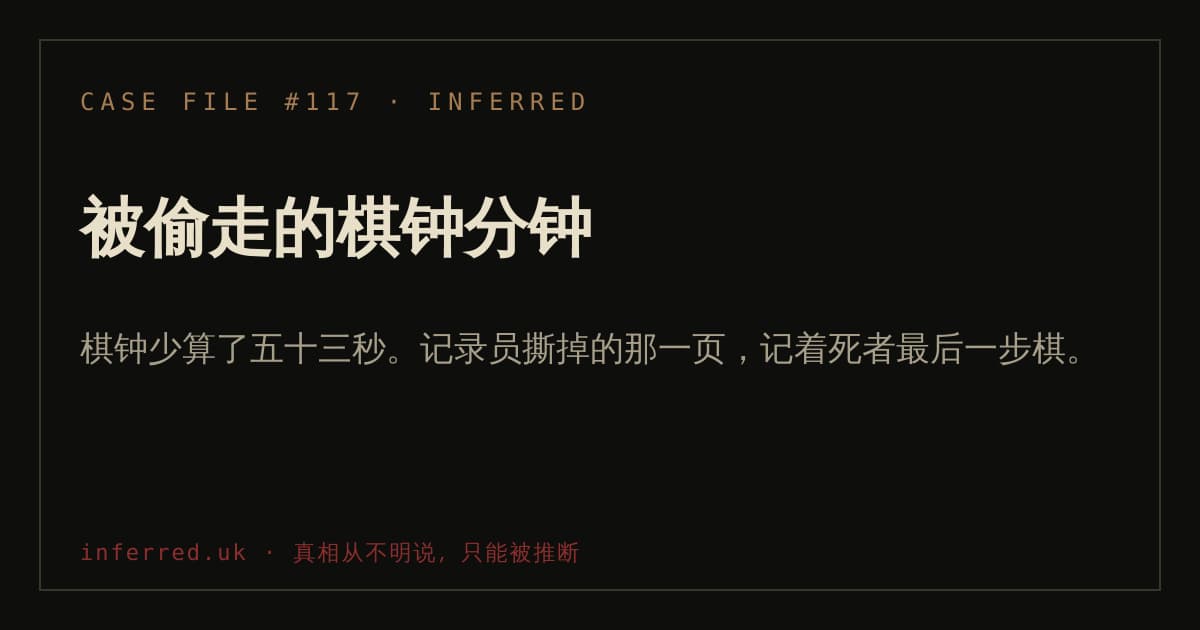 CASE FILE #117 · INFERRED
被偷走的棋钟分钟
棋钟少算了五十三秒。记录员撕掉的那一页，记着死者最后一步棋。
inferred.uk · 真相从不明说，只能被推断